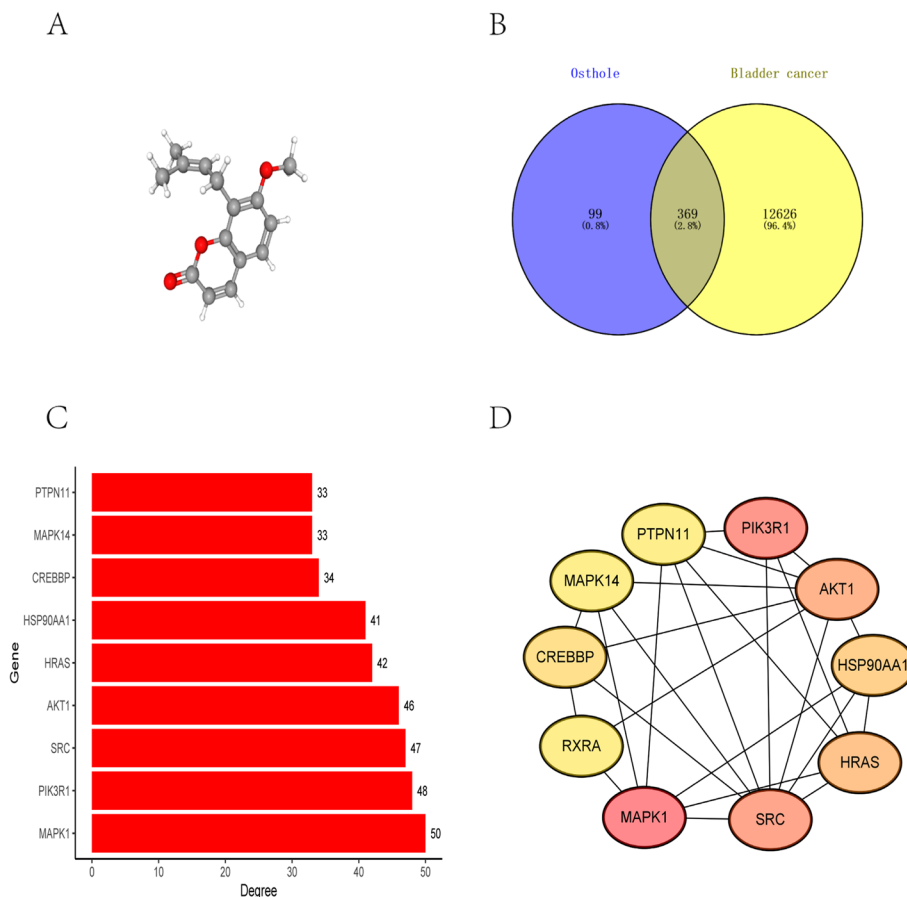 A
B
Osthole
Bladder cancer
99
(0.8%)
369
(2.8%)
12626
(96.4%)
C
D
Gene
PTPN11
33
MAPK14
33
CREBBP
34
HSP90AA1
41
HRAS
42
AKT1
46
SRC
47
PIK3R1
48
MAPK1
50
0
10
20
30
40
50
Degree
PTPN11
PIK3R1
MAPK14
AKT1
CREBBP
HSP90AA1
RXRA
HRAS
MAPK1
SRC